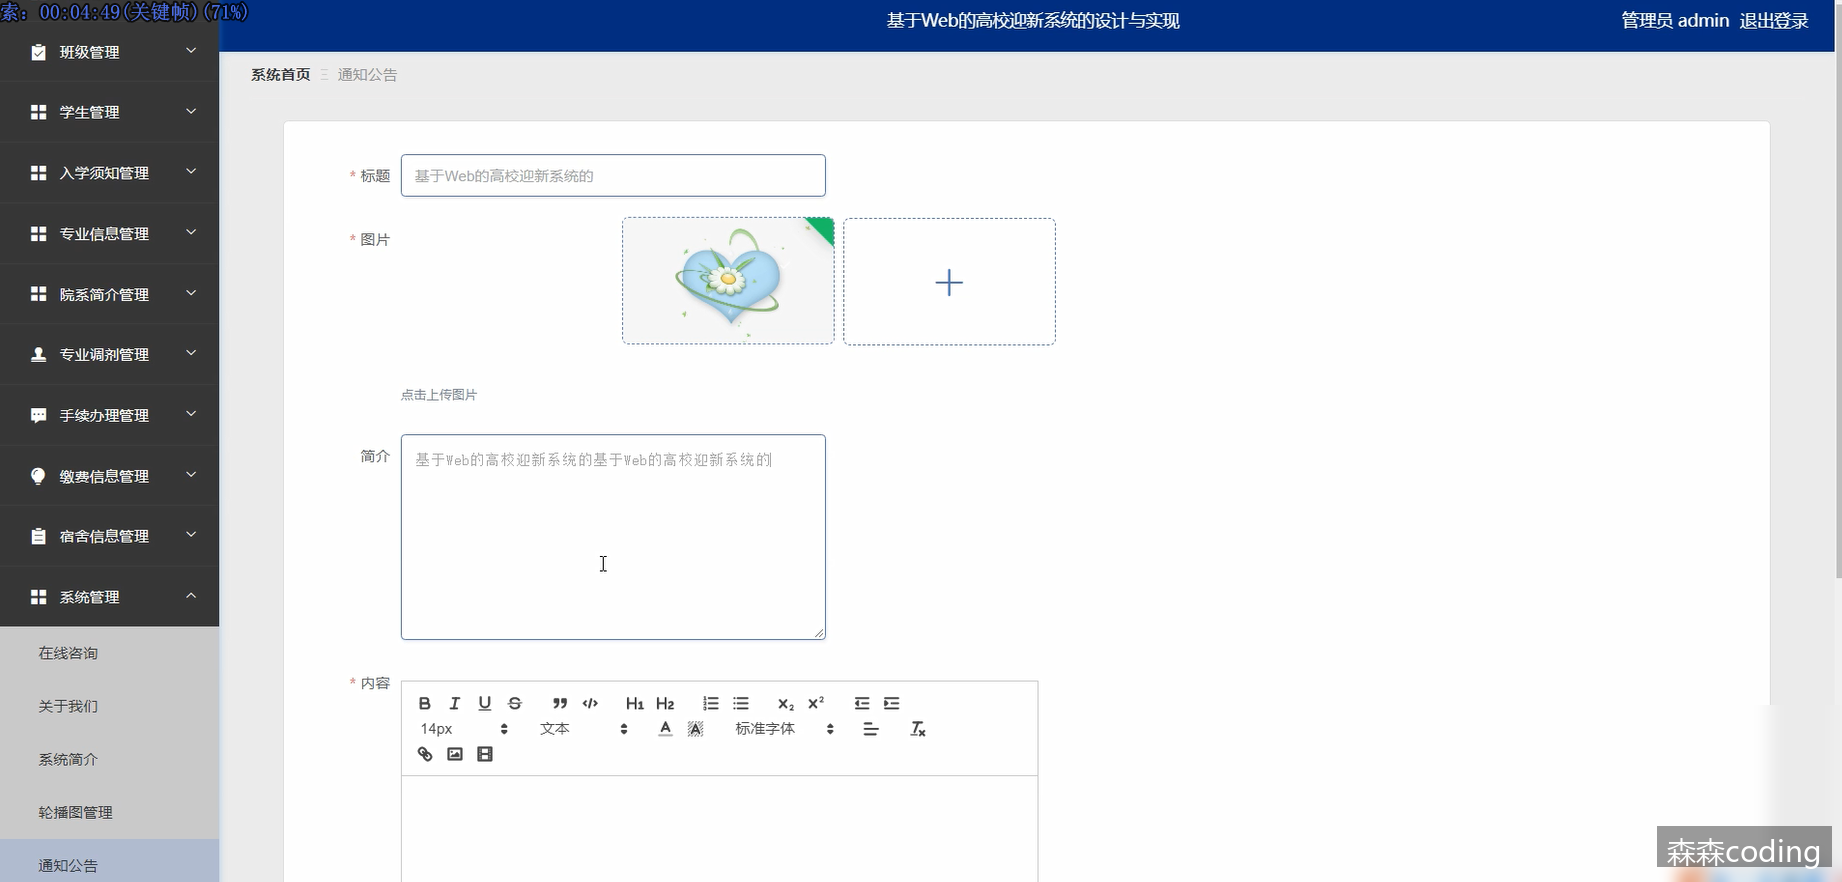 索: 00:04:49(关键帧)(71%)
基于Web的高校迎新系统的设计与实现
管理员 admin 退出登录
班级管理
学生管理
入学须知管理
专业信息管理
院系简介管理
专业调剂管理
手续办理管理
缴费信息管理
宿舍信息管理
系统管理
在线咨询
关于我们
系统简介
轮播图管理
通知公告
系统首页 通知公告
* 标题 基于Web的高校迎新系统的
* 图片
点击上传图片
简介 基于Web的高校迎新系统的基于Web的高校迎新系统的
* 内容
B I U S H1 H2 X2 X2
14px 文本 A A 标准字体 Tx
森森coding